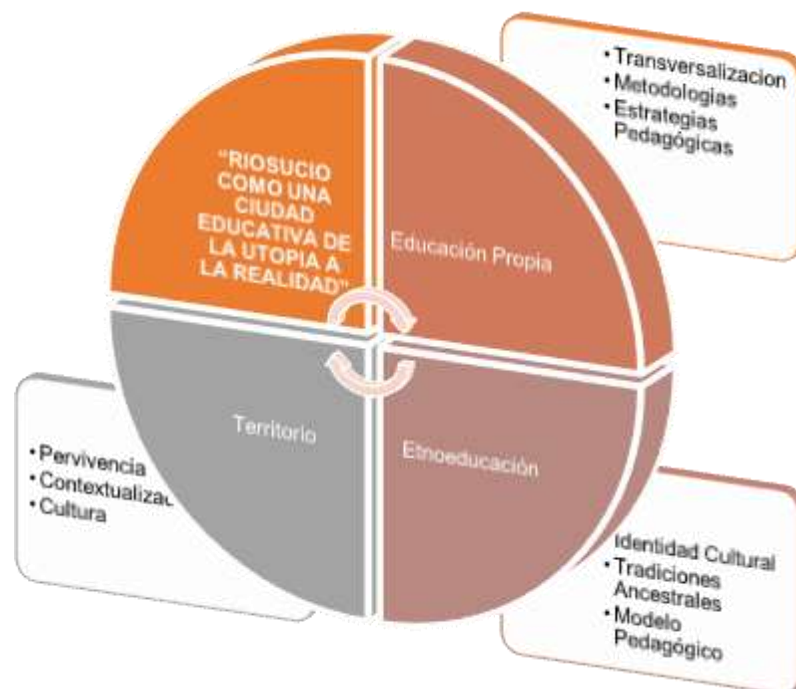 "RIOSUCIO
COMO UNA
CIUDAD
EDUCATIVA DE
LA UTOPIA A
LA REALIDAD"
• Transversalizacion
• Metodologias
• Estrategias
Pedagógicas
Educación Propia
Territorio
• Pervivencia
• Cultura
Etnoeducación
Identidad Cultural
• Tradiciones
Ancestrales
• Modelo
Pedagógico